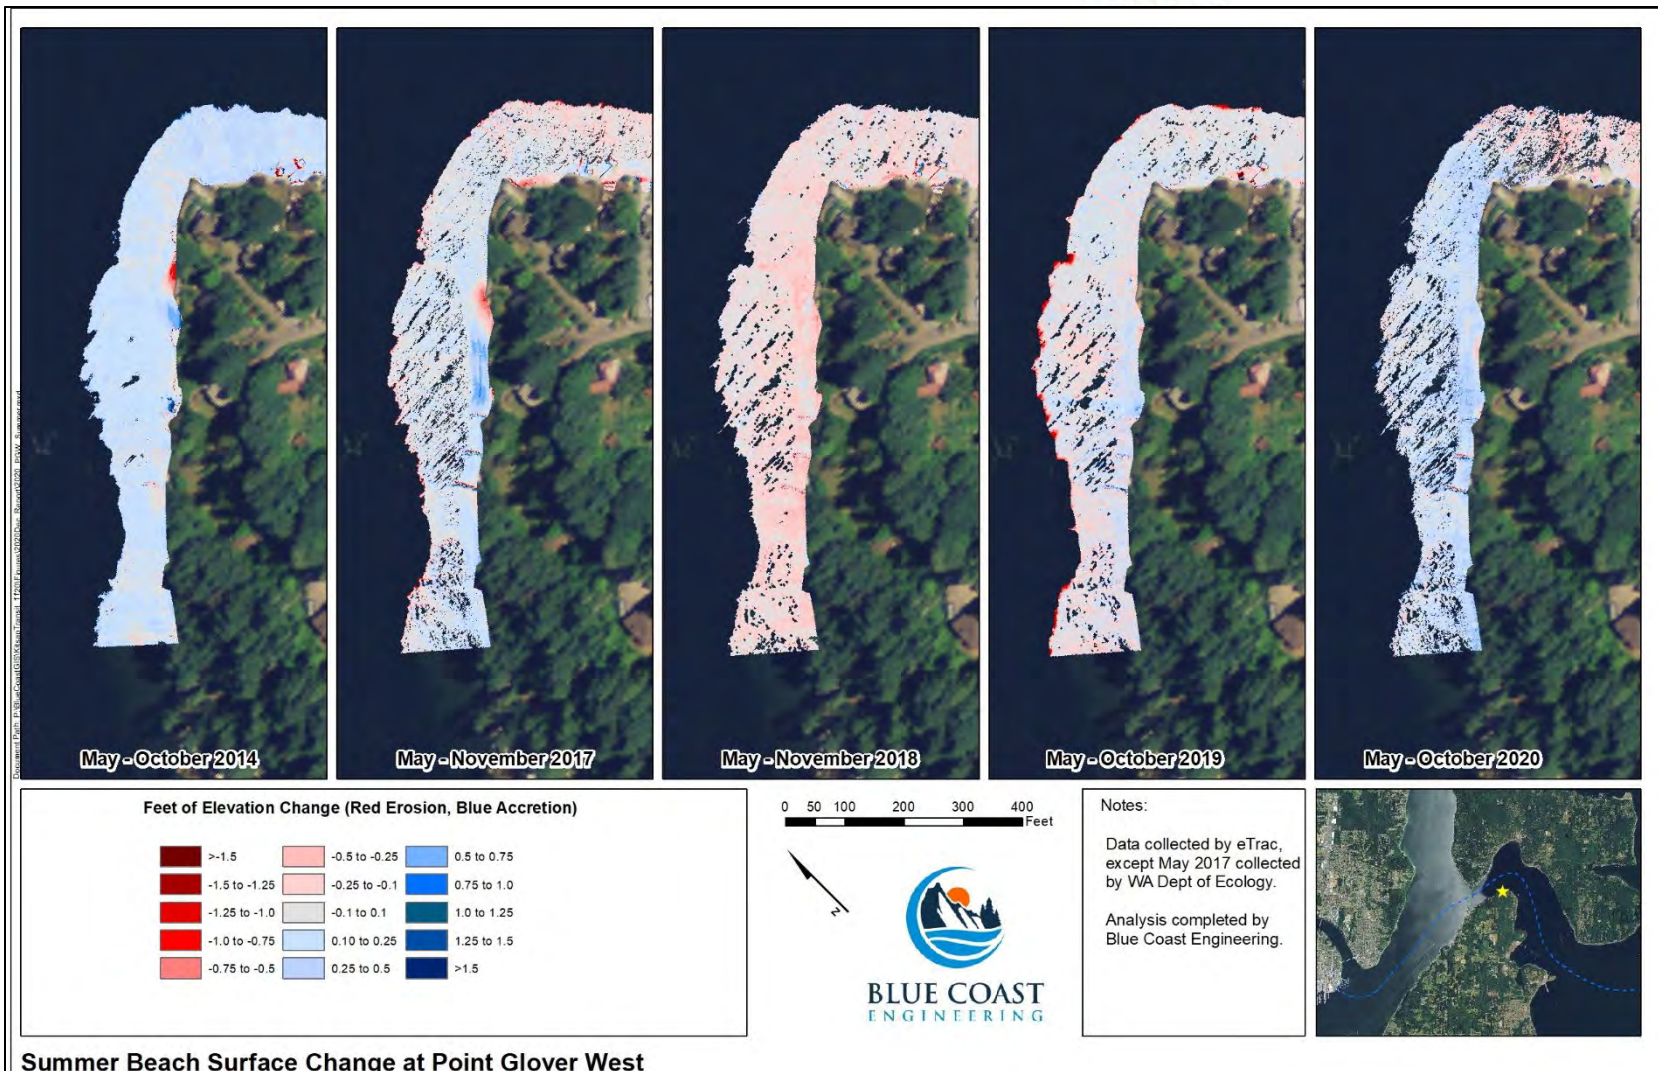 May - October 2014
May - November 2017
May - November 2018
May - October 2019
May - October 2020
Feet of Elevation Change (Red Erosion, Blue Accretion)
>-1.5
-1.5 to -1.25
-1.25 to -1.0
-1.0 to -0.75
-0.75 to -0.5
-0.5 to -0.25
-0.25 to -0.1
-0.1 to 0.1
0.10 to 0.25
0.25 to 0.5
0.5 to 0.75
0.75 to 1.0
1.0 to 1.25
1.25 to 1.5
>1.5
0 50 100 200 300 400
Feet
N
BLUE COAST
ENGINEERING
Notes:
Data collected by eTrac,
except May 2017 collected
by WA Dept of Ecology.
Analysis completed by
Blue Coast Engineering.
Summer Beach Surface Change at Point Glover West